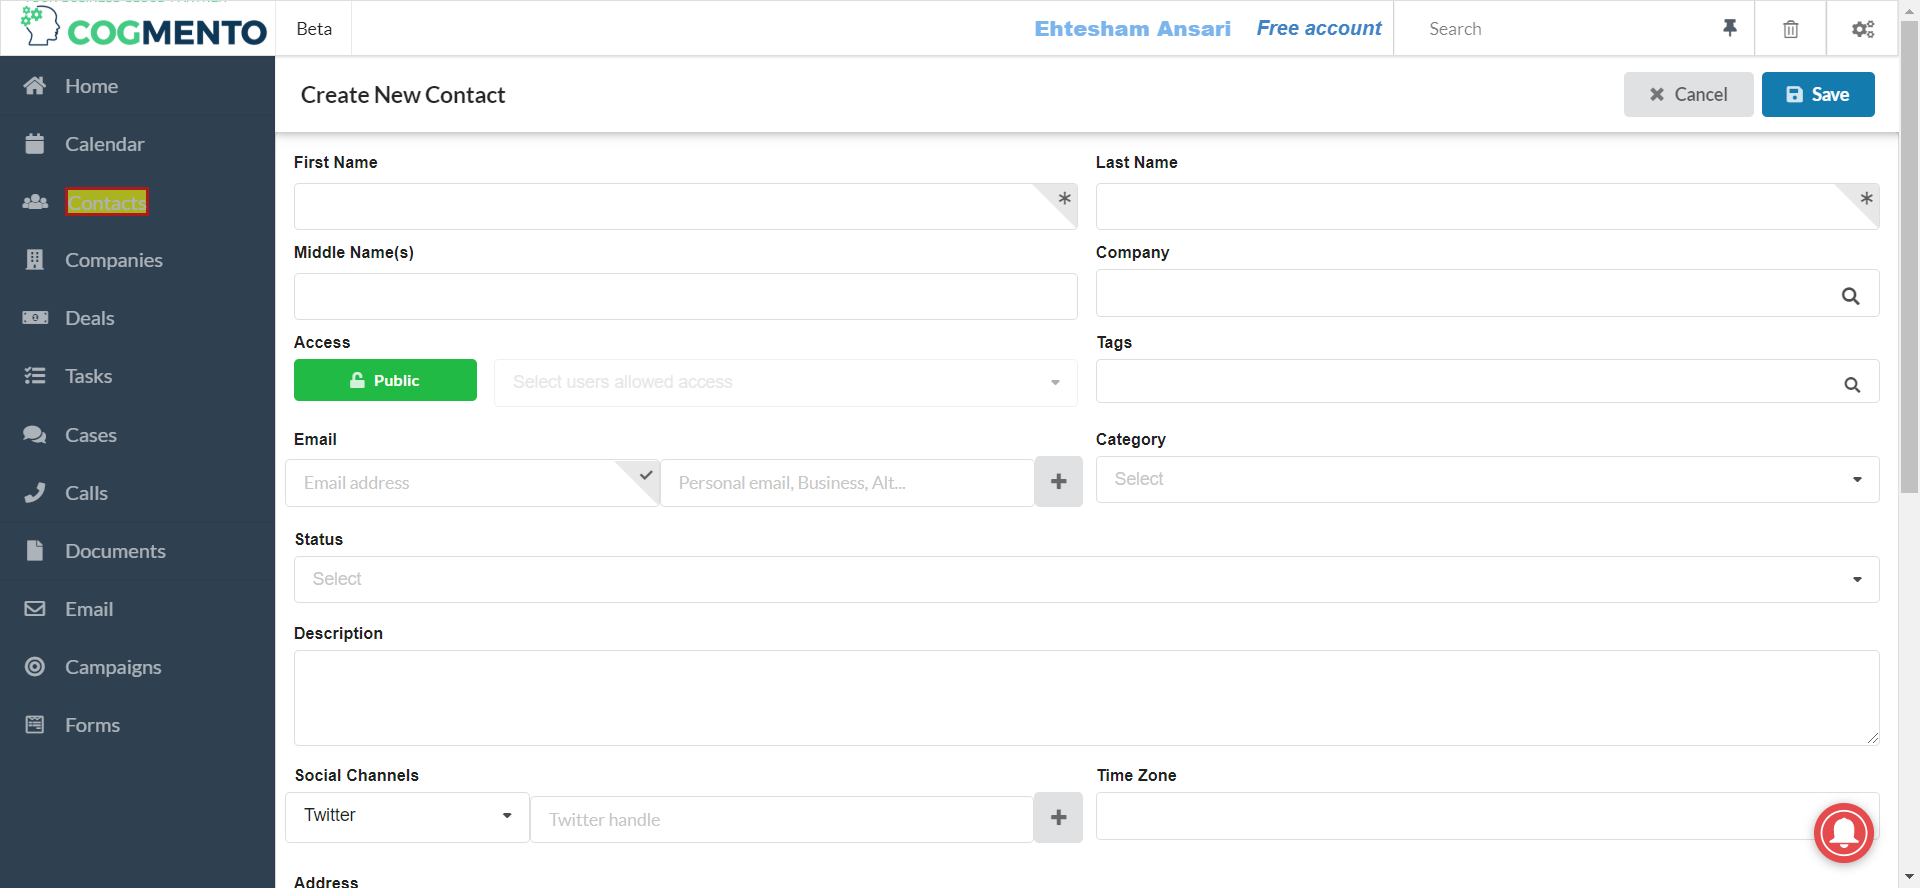 COGMENTO
Beta
Ehtesham Ansari
Free account
Search
Home
Calendar
Contacts
Companies
Deals
Tasks
Cases
Calls
Documents
Email
Campaigns
Forms
Create New Contact
Cancel
Save
First Name
Last Name
*
*
Middle Name(s)
Company
Access
Tags
Public
Select users allowed access
Email
Category
Email address
Personal email, Business, Alt...
Select
Status
Select
Description
Social Channels
Time Zone
Twitter
Twitter handle
Address